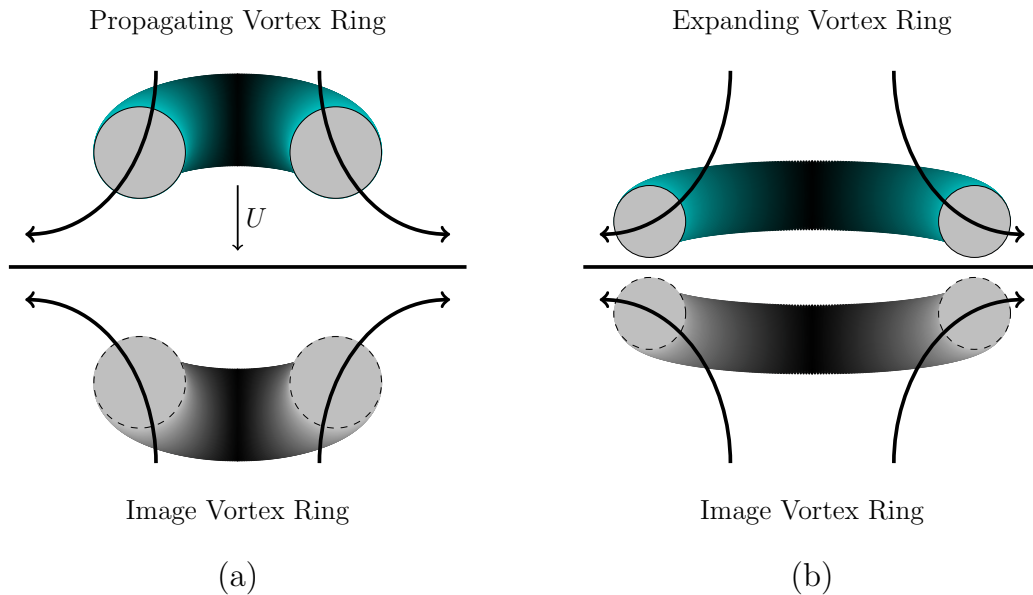 Propagating Vortex Ring
Expanding Vortex Ring
U
Image Vortex Ring
Image Vortex Ring
(a)
(b)